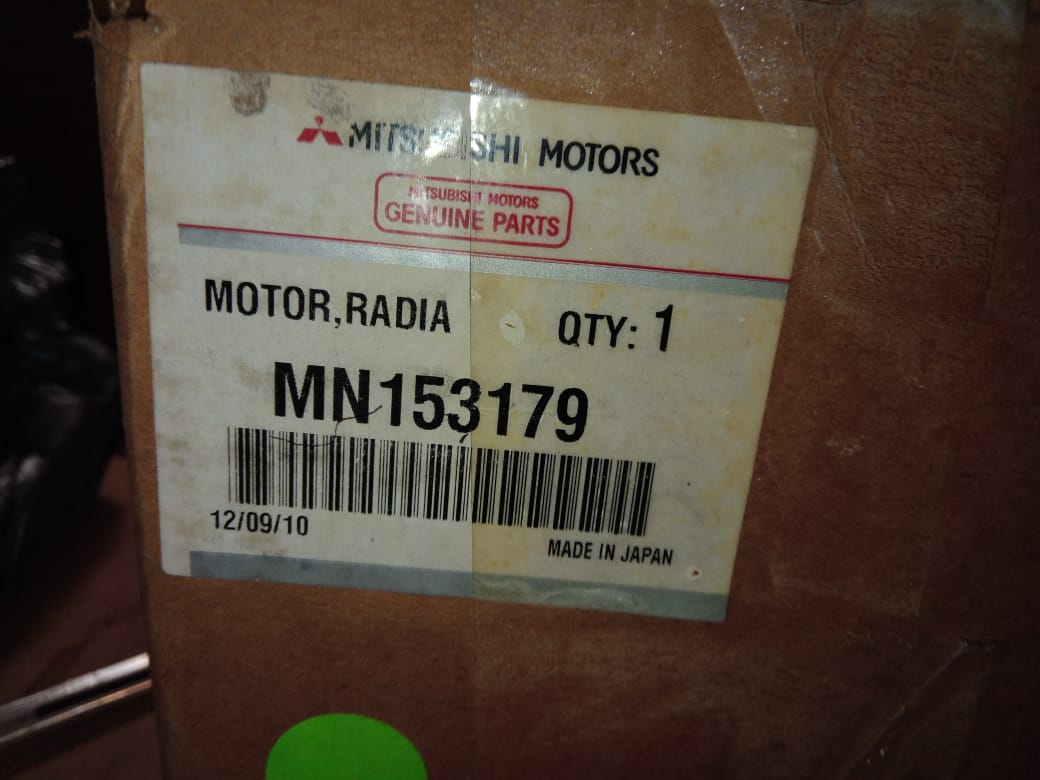 MITSUBISHI MOTORS
MITSUBISHI MOTORS
GENUINE PARTS
MOTOR,RADIA QTY: 1
MN153179
12/09/10
MADE IN JAPAN